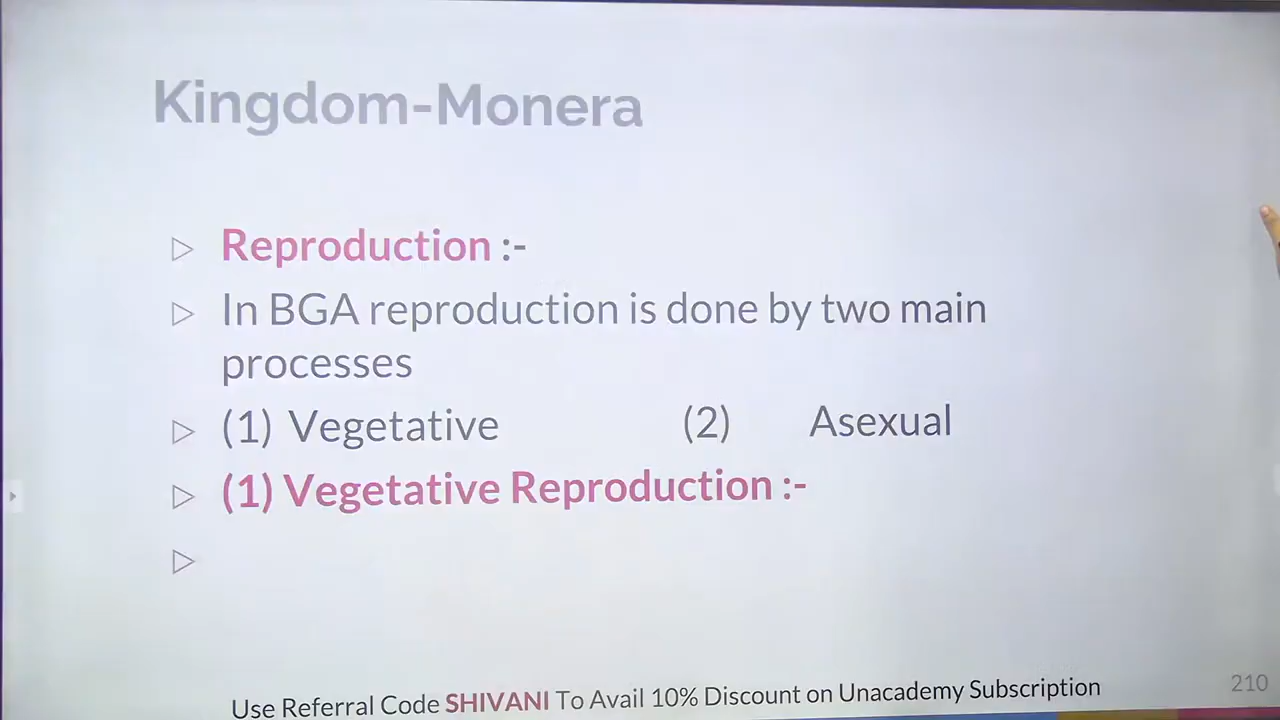 Kingdom-Monera
Reproduction :-
In BGA reproduction is done by two main
processes
(1) Vegetative (2) Asexual
(1) Vegetative Reproduction :-
Use Referral Code SHIVANI To Avail 10% Discount on Unacademy Subscription
210